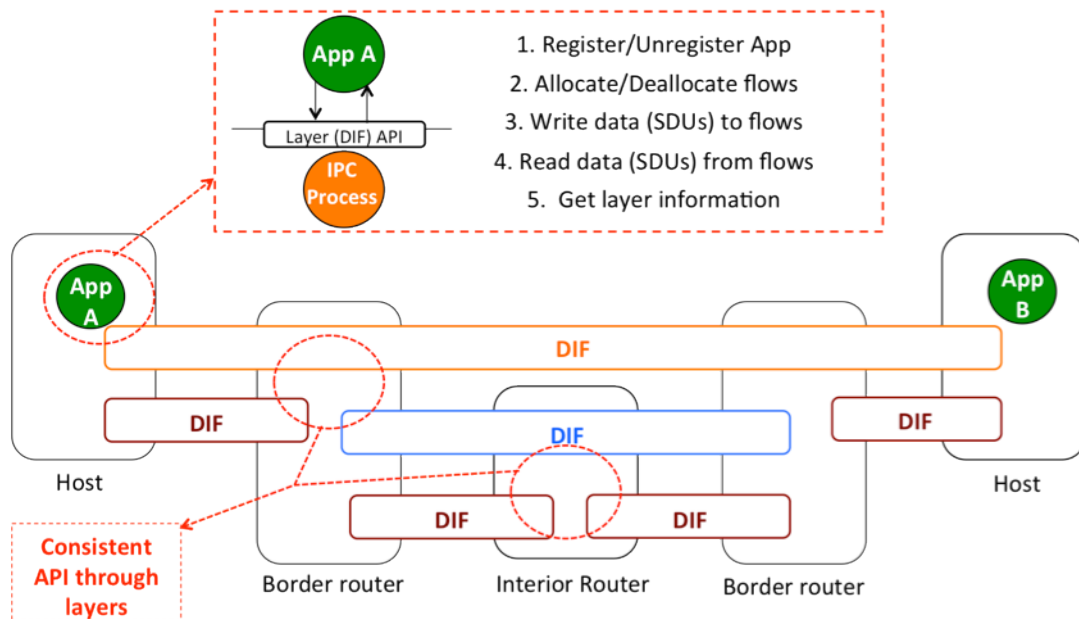 App A
Layer (DIF) API
IPC
Process
1. Register/Unregister App
2. Allocate/Deallocate flows
3. Write data (SDUs) to flows
4. Read data (SDUs) from flows
5. Get layer information
App
A
App
B
DIF
DIF
DIF
DIF
DIF
DIF
Host
Host
Border router
Interior Router
Border router
Consistent
API through
layers